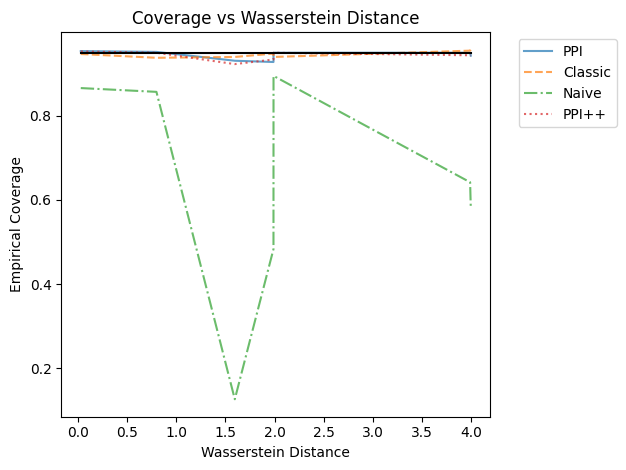 Coverage vs Wasserstein Distance
PPI
Classic
Naive
PPI++
Empirical Coverage
0.8
0.6
0.4
0.2
0.0 0.5 1.0 1.5 2.0 2.5 3.0 3.5 4.0
Wasserstein Distance